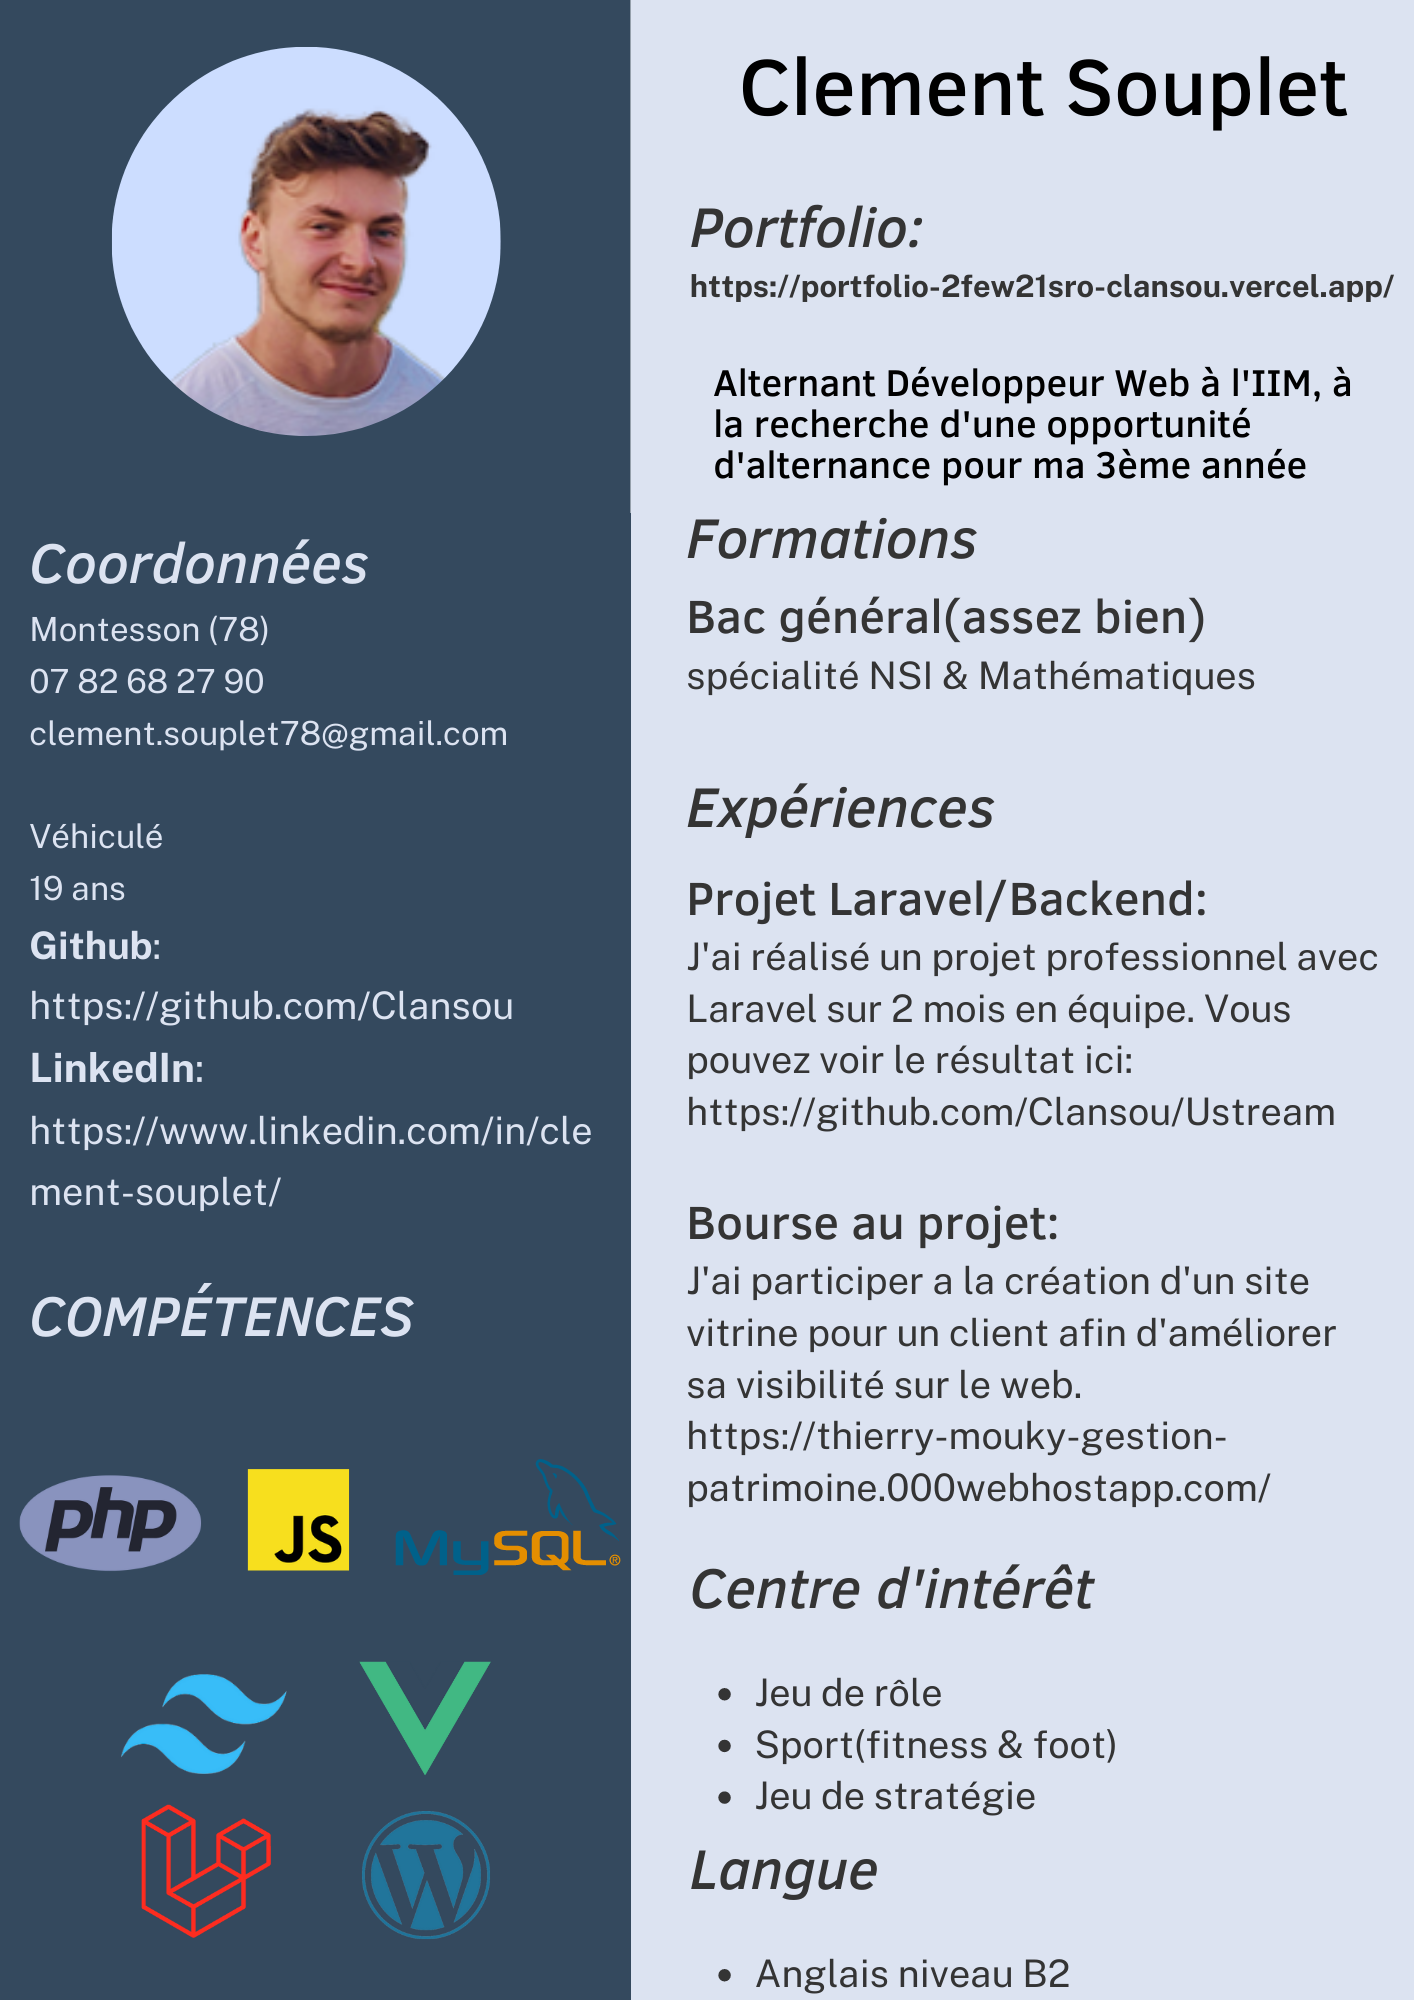 Clement Souplet
Portfolio:
https://portfolio-2few21sro-clansou.vercel.app/
Alternant Développeur Web à l'IIM, à
la recherche d'une opportunité
d'alternance pour ma 3ème année
Formations
Bac général(assez bien)
spécialité NSI & Mathématiques
Expériences
Projet Laravel/Backend:
J'ai réalisé un projet professionnel avec
Laravel sur 2 mois en équipe. Vous
pouvez voir le résultat ici:
https://github.com/Clansou/Ustream
Bourse au projet:
J'ai participer a la création d'un site
vitrine pour un client afin d'améliorer
sa visibilité sur le web.
https://thierry-mouky-gestion-
patrimoine.000webhostapp.com/
Centre d'intérêt
• Jeu de rôle
• Sport(fitness & foot)
• Jeu de stratégie
Langue
• Anglais niveau B2
Coordonnées
Montesson (78)
07 82 68 27 90
clement.souplet78@gmail.com
Véhiculé
19 ans
Github:
https://github.com/Clansou
LinkedIn:
https://www.linkedin.com/in/cle
ment-souplet/
COMPÉTENCES
php
JS
MySQL®
W